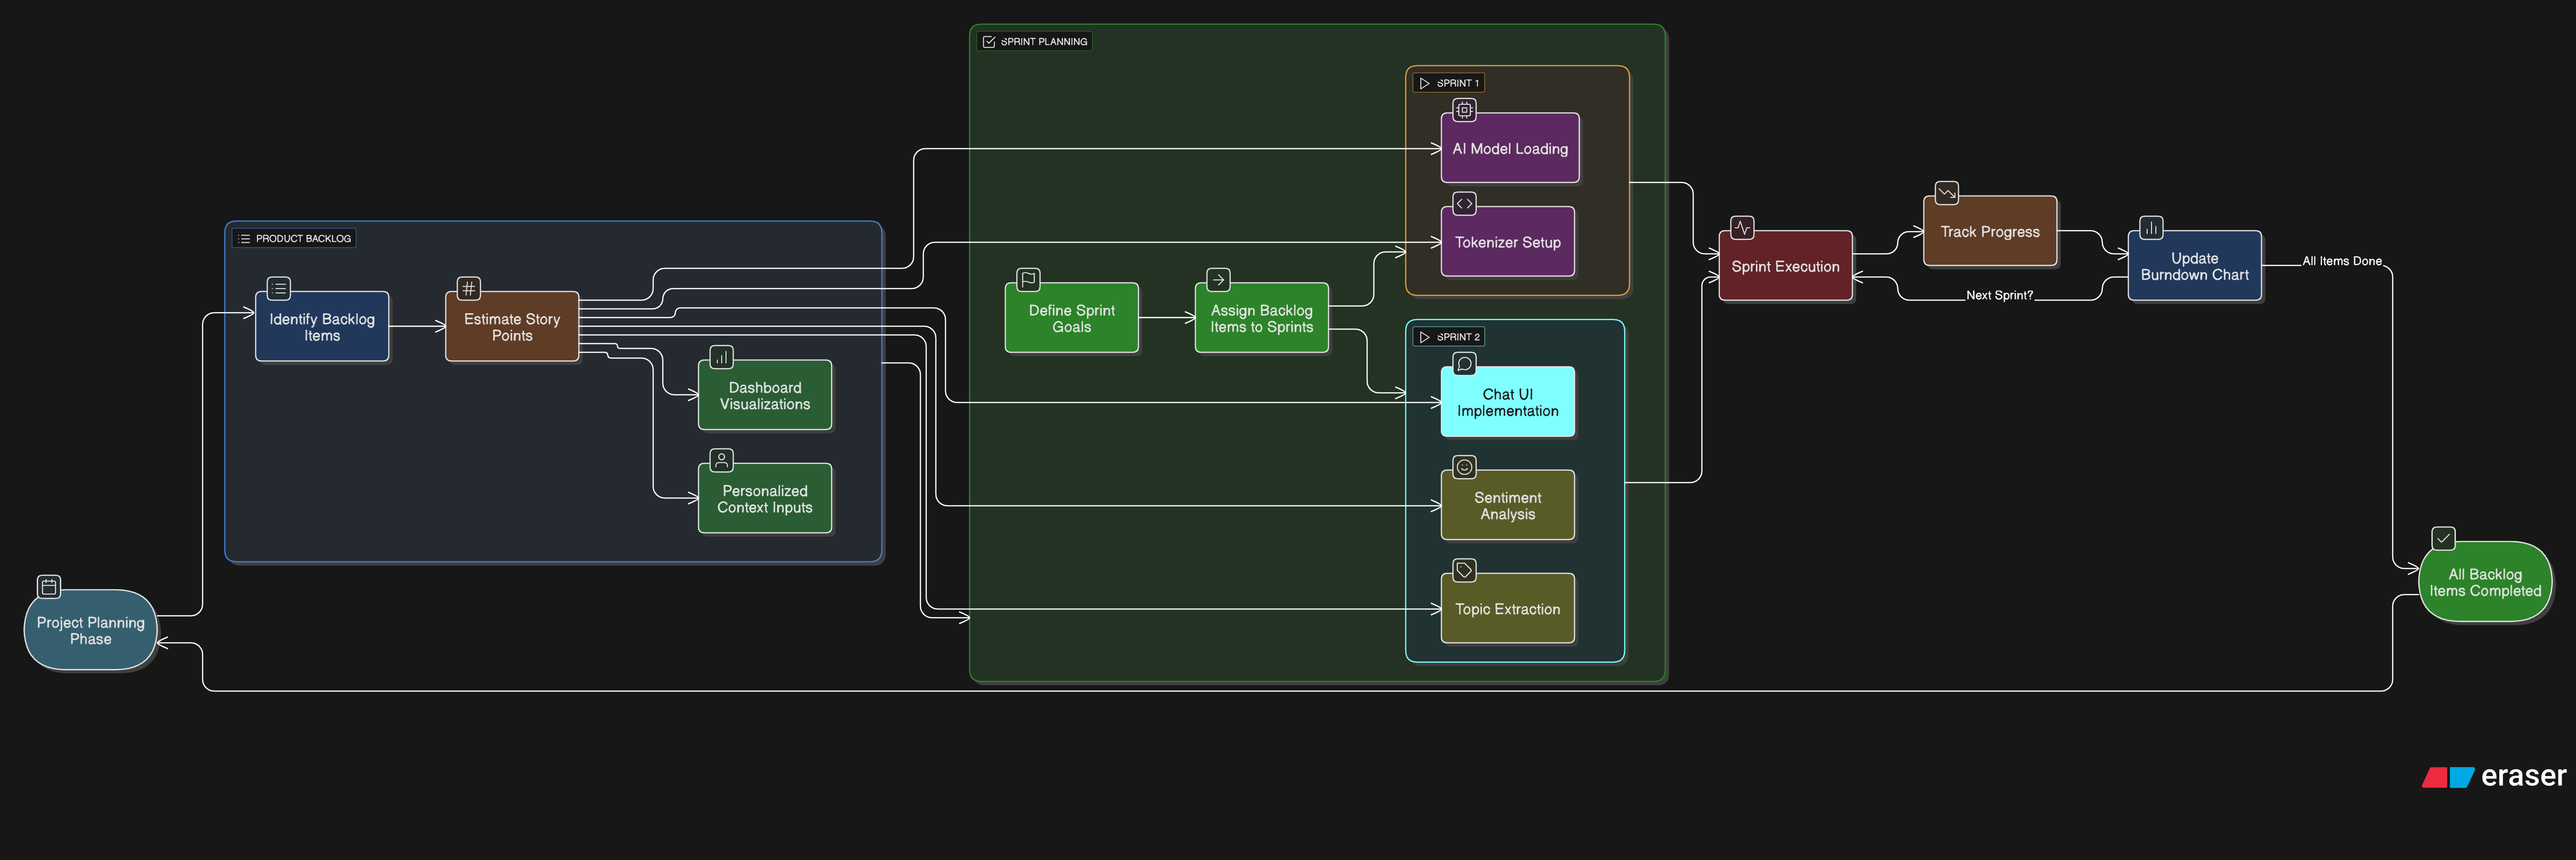 SPRINT PLANNING
SPRINT 1
AI Model Loading
Tokenizer Setup
PRODUCT BACKLOG
Identify Backlog
Items
Estimate Story
Points
Dashboard
Visualizations
Personalized
Context Inputs
Define Sprint
Goals
Assign Backlog
Items to Sprints
SPRINT 2
Chat UI
Implementation
Sentiment
Analysis
Topic Extraction
Sprint Execution
Track Progress
Update
Burndown Chart
Next Sprint?
All Items Done
Project Planning
Phase
All Backlog
Items Completed
eraser